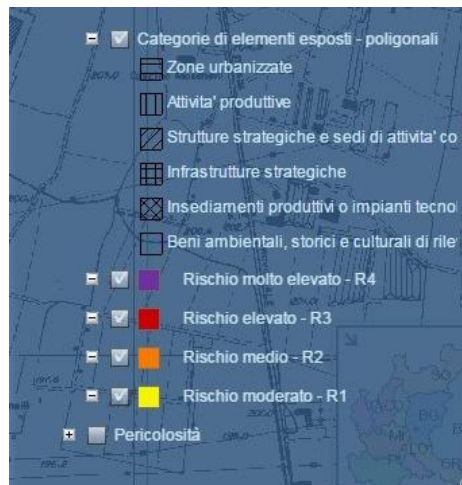 Categorie di elementi esposti - poligonali
Zone urbanizzate
Attivita' produttive
Strutture strategiche e sedi di attivita' co
Infrastrutture strategiche
Insediamenti produttivi o impianti tecnol
Beni ambientali, storici e culturali di rile
Rischio molto elevato - R4
Rischio elevato - R3
Rischio medio - R2
Rischio moderato - R1
Pericolosità
BG